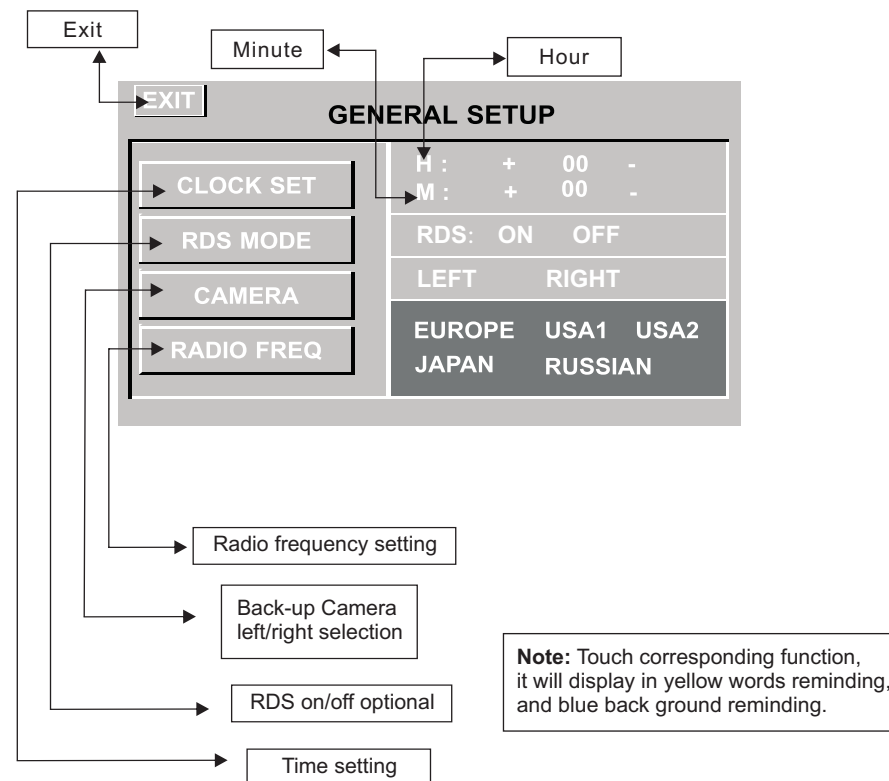 Exit
Minute
Hour
EXIT
GENERAL SETUP
H : + 00 -
M : + 00 -
CLOCK SET
RDS MODE
RDS: ON OFF
CAMERA
LEFT RIGHT
RADIO FREQ
EUROPE USA1 USA2
JAPAN RUSSIAN
Radio frequency setting
Back-up Camera
left/right selection
Note: Touch corresponding function,
it will display in yellow words reminding,
and blue back ground reminding.
RDS on/off optional
Time setting